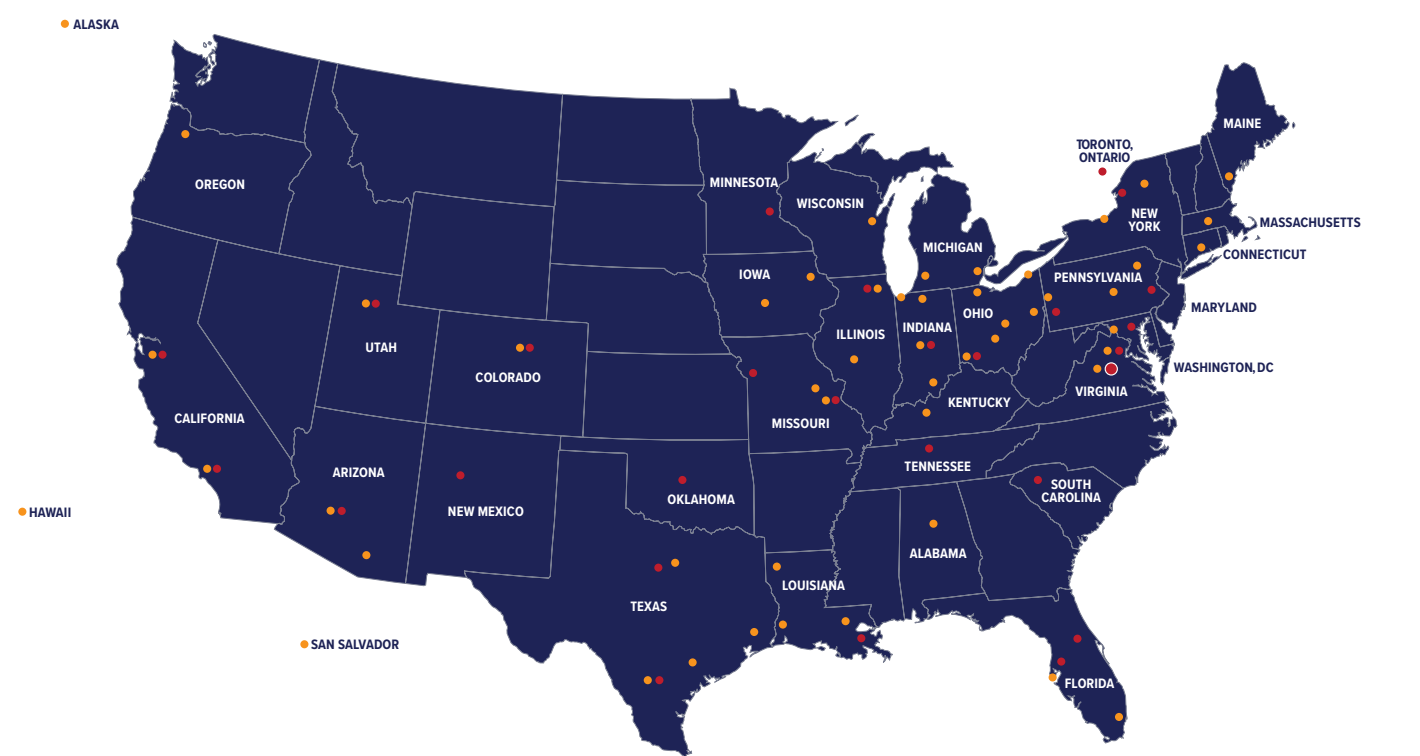 ALASKA
MAINE
TORONTO,
ONTARIO
MINNESOTA
OREGON
WISCONSIN
NEW
YORK
MASSACHUSETTS
MICHIGAN
CONNECTICUT
IOWA
PENNSYLVANIA
MARYLAND
OHIO
INDIANA
ILLINOIS
UTAH
COLORADO
WASHINGTON, DC
VIRGINIA
KENTUCKY
CALIFORNIA
MISSOURI
ARIZONA
TENNESSEE
SOUTH
CAROLINA
OKLAHOMA
NEW MEXICO
HAWAII
ALABAMA
LOUISIANA
TEXAS
SAN SALVADOR
FLORIDA